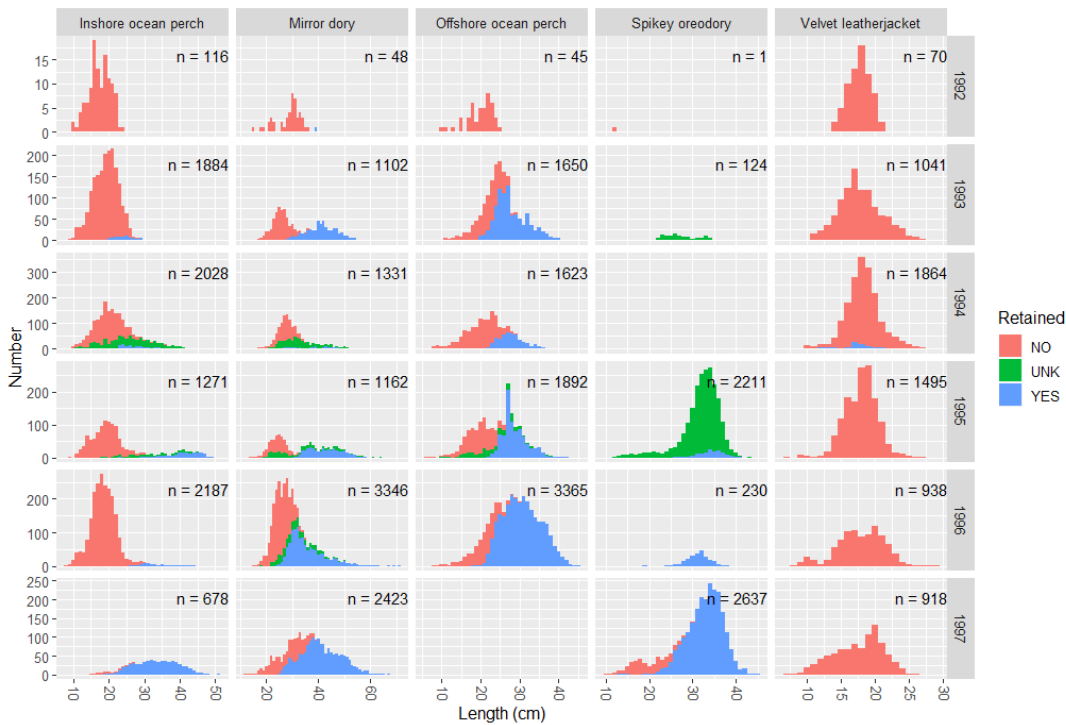 Inshore ocean perch Mirror dory Offshore ocean perch Spikey oreodory Velvet leatherjacket
n = 116 n = 48 n = 45 n = 1 n = 70
15
10
5
0
1992
n = 1884 n = 1102 n = 1650 n = 124 n = 1041
200
150
100
50
0
1993
n = 2028 n = 1331 n = 1623 n = 1864
300
200
100
0
1994
Number
n = 1271 n = 1162 n = 1892 n = 2211 n = 1495
200
100
0
1995
n = 2187 n = 3346 n = 3365 n = 230 n = 938
200
100
0
1996
n = 678 n = 2423 n = 2637 n = 918
250
200
150
100
50
0
1997
10 20 30 40 50 20 40 60 10 20 30 40 10 20 30 40 10 15 20 25 30
Length (cm)
Retained
NO
UNK
YES